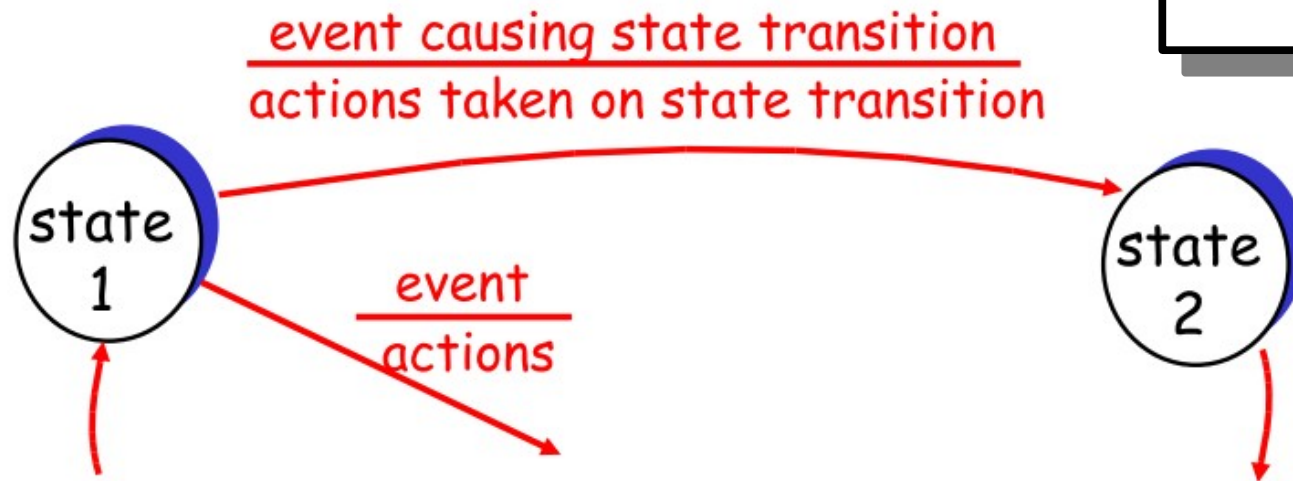 event causing state transition
actions taken on state transition
state
1
state
2
event
actions